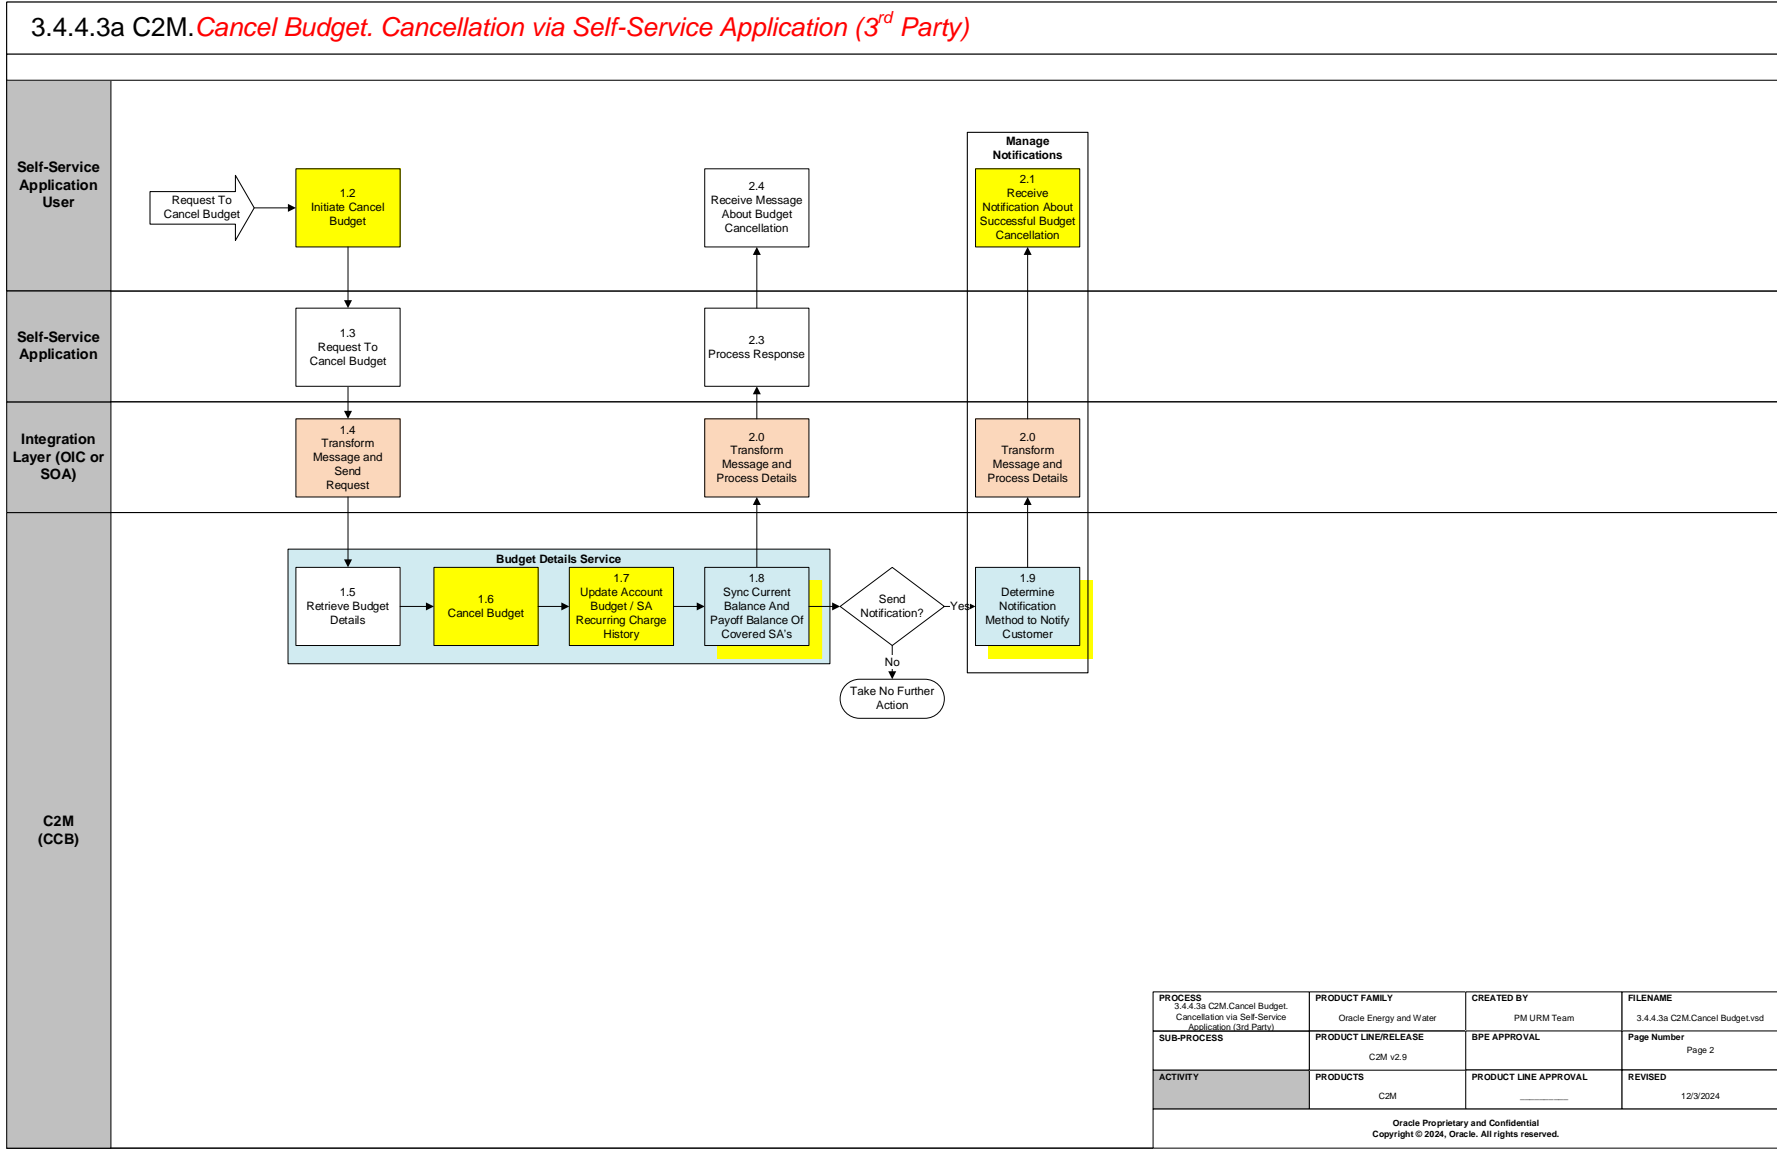 3.4.4.3a C2M.Cancel Budget. Cancellation via Self-Service Application (3rd Party)
Self-Service
Application
User
Request To
Cancel Budget
1.2
Initiate Cancel
Budget
2.4
Receive Message
About Budget
Cancellation
Manage
Notifications
2.1
Receive
Notification About
Successful Budget
Cancellation
Self-Service
Application
1.3
Request To
Cancel Budget
2.3
Process Response
Integration
Layer (OIC or
SOA)
1.4
Transform
Message and
Send
Request
2.0
Transform
Message and
Process Details
2.0
Transform
Message and
Process Details
C2M
(CCB)
Budget Details Service
1.5
Retrieve Budget
Details
1.6
Cancel Budget
1.7
Update Account
Budget / SA
Recurring Charge
History
1.8
Sync Current
Balance And
Payoff Balance Of
Covered SA's
Send
Notification?
Yes
No
Take No Further
Action
1.9
Determine
Notification
Method to Notify
Customer
PROCESS
3.4.4.3a C2M.Cancel Budget.
Cancellation via Self-Service
Application (3rd Party)
PRODUCT FAMILY
Oracle Energy and Water
CREATED BY
PM URM Team
FILENAME
3.4.4.3a C2M.Cancel Budget.vsd
SUB-PROCESS
PRODUCT LINE/RELEASE
C2M v2.9
BPE APPROVAL
Page Number
Page 2
ACTIVITY
PRODUCTS
C2M
PRODUCT LINE APPROVAL
___________
REVISED
12/3/2024
Oracle Proprietary and Confidential
Copyright © 2024, Oracle. All rights reserved.